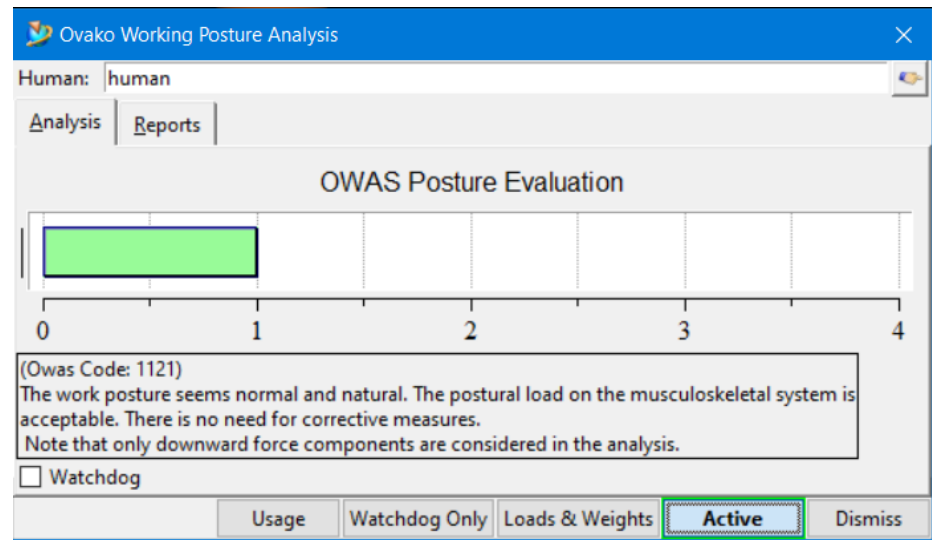 Ovako Working Posture Analysis
Human: human
Analysis Reports
OWAS Posture Evaluation
0 1 2 3 4
(Owas Code: 1121)
The work posture seems normal and natural. The postural load on the musculoskeletal system is
acceptable. There is no need for corrective measures.
Note that only downward force components are considered in the analysis.
Watchdog
Usage Watchdog Only Loads & Weights Active Dismiss